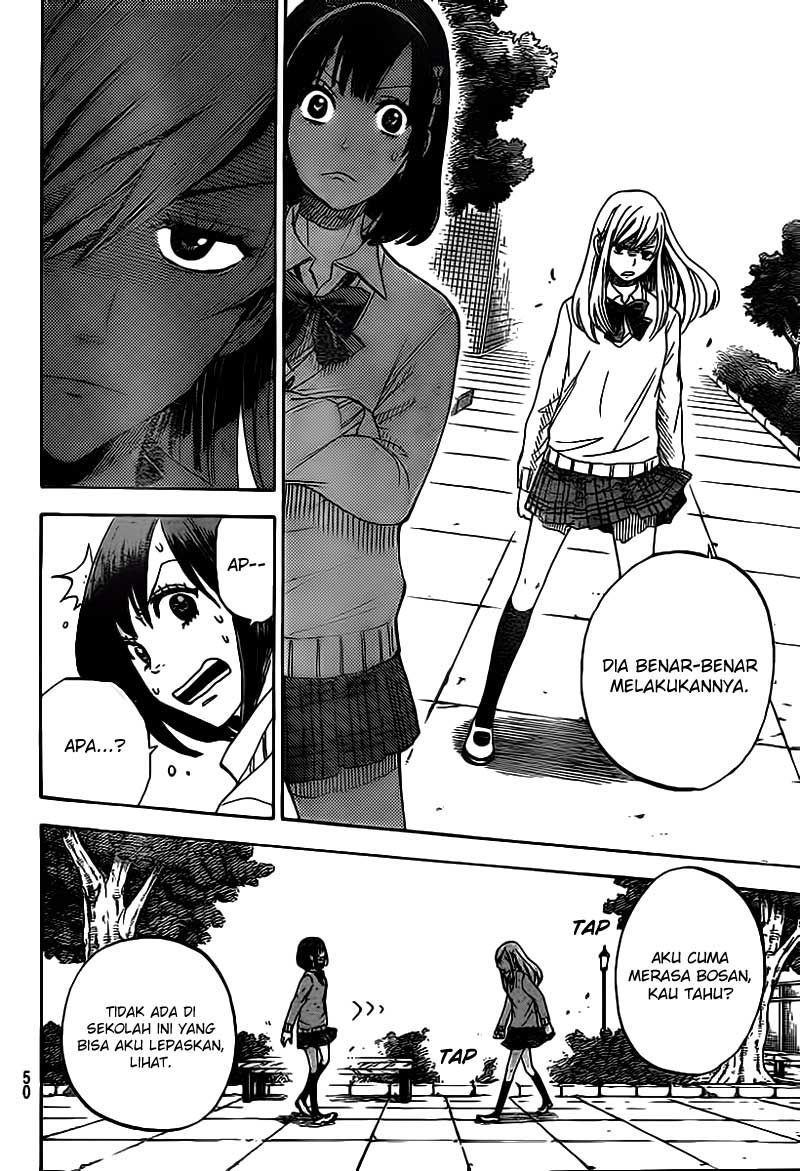 DIA BENAR-BENAR
MELAKUKANNYA.
AP--
APA...?
AKU CUMA
MERASA BOSAN,
KAU TAHU?
TAP
TAP
TIDAK ADA DI
SEKOLAH INI YANG
BISA AKU LEPASKAN,
LIHAT.
50